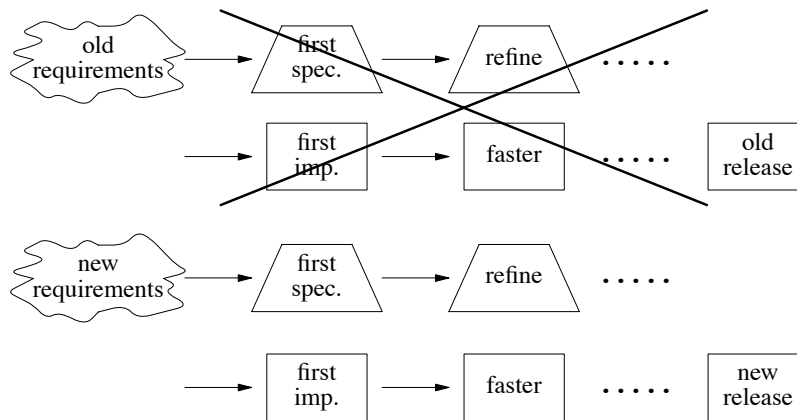 old
requirements
first
spec.
refine
.....
first
imp.
faster
.....
old
release
new
requirements
first
spec.
refine
.....
first
imp.
faster
.....
new
release